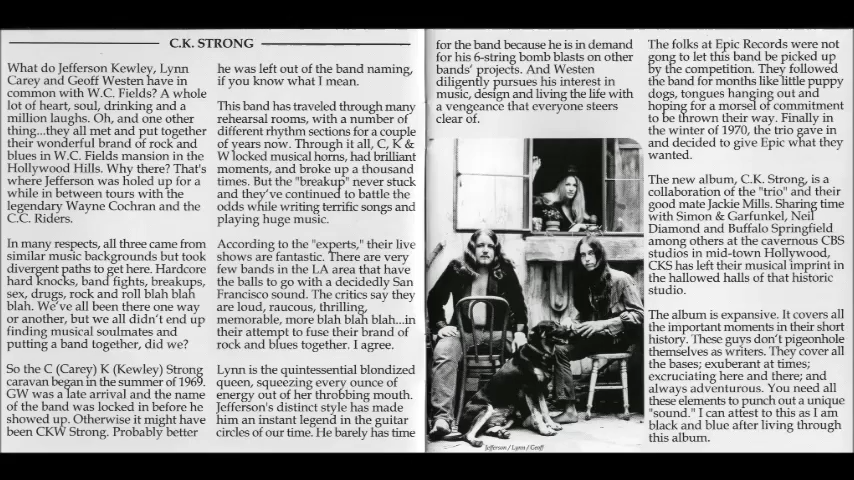 C.K. STRONG
What do Jefferson Kewley, Lynn
Carey and Geoff Westen have in
common with W.C. Fields? A whole
lot of heart, soul, drinking and a
million laughs. Oh, and one other
thing...they all met and put together
their wonderful brand of rock and
blues in W.C. Fields mansion in the
Hollywood Hills. Why there? That's
where Jefferson was holed up for a
while in between tours with the
legendary Wayne Cochran and the
C.C. Riders.
In many respects, all three came from
similar music backgrounds but took
divergent paths to get here. Hardcore
hard knocks, band fights, breakups,
sex, drugs, rock and roll blah blah
blah. We've all been there one way
or another, but we all didn't end up
finding musical soulmates and
putting a band together, did we?
So the C (Carey) K (Kewley) Strong
caravan began in the summer of 1969.
GW was a late arrival and the name
of the band was locked in before he
showed up. Otherwise it might have
been CKW Strong. Probably better
he was left out of the band naming,
if you know what I mean.
This band has traveled through many
rehearsal rooms, with a number of
different rhythm sections for a couple
of years now. Through it all, C, K &
W locked musical horns, had brilliant
moments, and broke up a thousand
times. But the "breakup" never stuck
and they've continued to battle the
odds while writing terrific songs and
playing huge music.
According to the "experts," their live
shows are fantastic. There are very
few bands in the LA area that have
the balls to go with a decidedly San
Francisco sound. The critics say they
are loud, raucous, thrilling,
memorable, more blah blah blah...in
their attempt to fuse their brand of
rock and blues together. I agree.
Lynn is the quintessential blondized
queen, squeezing every ounce of
energy out of her throbbing mouth.
Jefferson's distinct style has made
him an instant legend in the guitar
circles of our time. He barely has time
for the band because he is in demand
for his 6-string bomb blasts on other
bands' projects. And Westen
diligently pursues his interest in
music, design and living the life with
a vengeance that everyone steers
clear of.
Jefferson / Lynn / Geoff
The folks at Epic Records were not
gong to let this band be picked up
by the competition. They followed
the band for months like little puppy
dogs, tongues hanging out and
hoping for a morsel of commitment
to be thrown their way. Finally in
the winter of 1970, the trio gave in
and decided to give Epic what they
wanted.
The new album, C.K. Strong, is a
collaboration of the "trio" and their
good mate Jackie Mills. Sharing time
with Simon & Garfunkel, Neil
Diamond and Buffalo Springfield
among others at the cavernous CBS
studios in mid-town Hollywood,
CKS has left their musical imprint in
the hallowed halls of that historic
studio.
The album is expansive. It covers all
the important moments in their short
history. These guys don't pigeonhole
themselves as writers. They cover all
the bases; exuberant at times;
excruciating here and there; and
always adventurous. You need all
these elements to punch out a unique
"sound." I can attest to this as I am
black and blue after living through
this album.